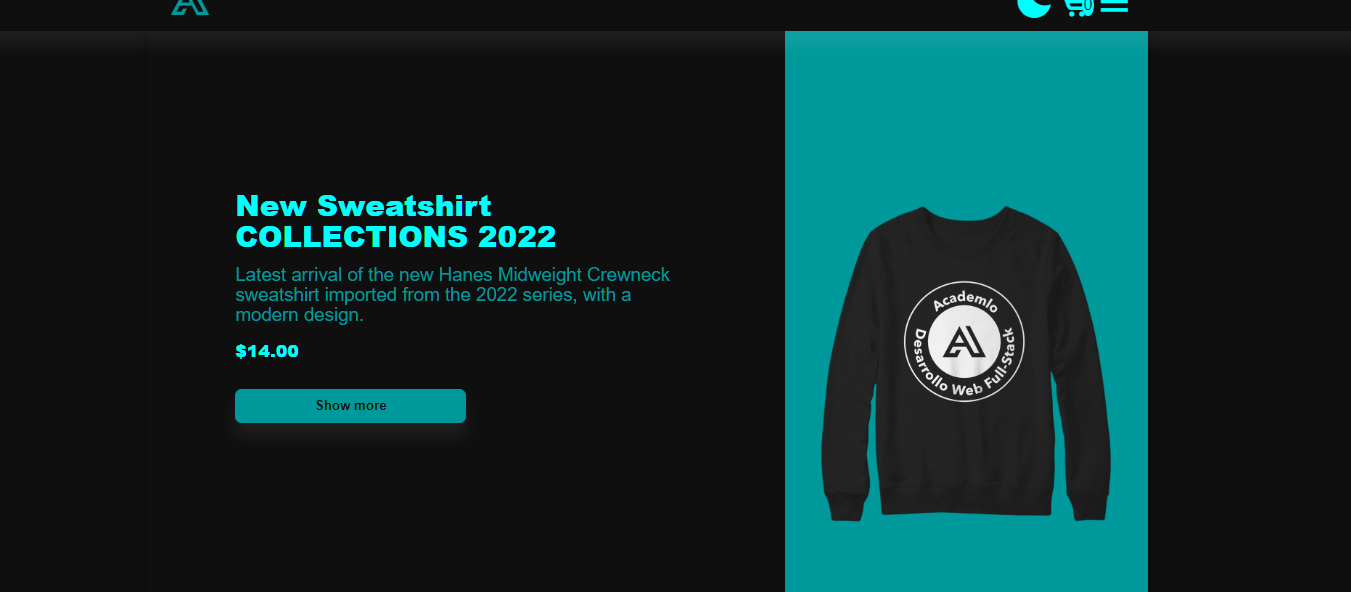 0
New Sweatshirt
COLLECTIONS 2022
Latest arrival of the new Hanes Midweight Crewneck
sweatshirt imported from the 2022 series, with a
modern design.
$14.00
Show more
Academlo
Desarrollo Web Full-Stack